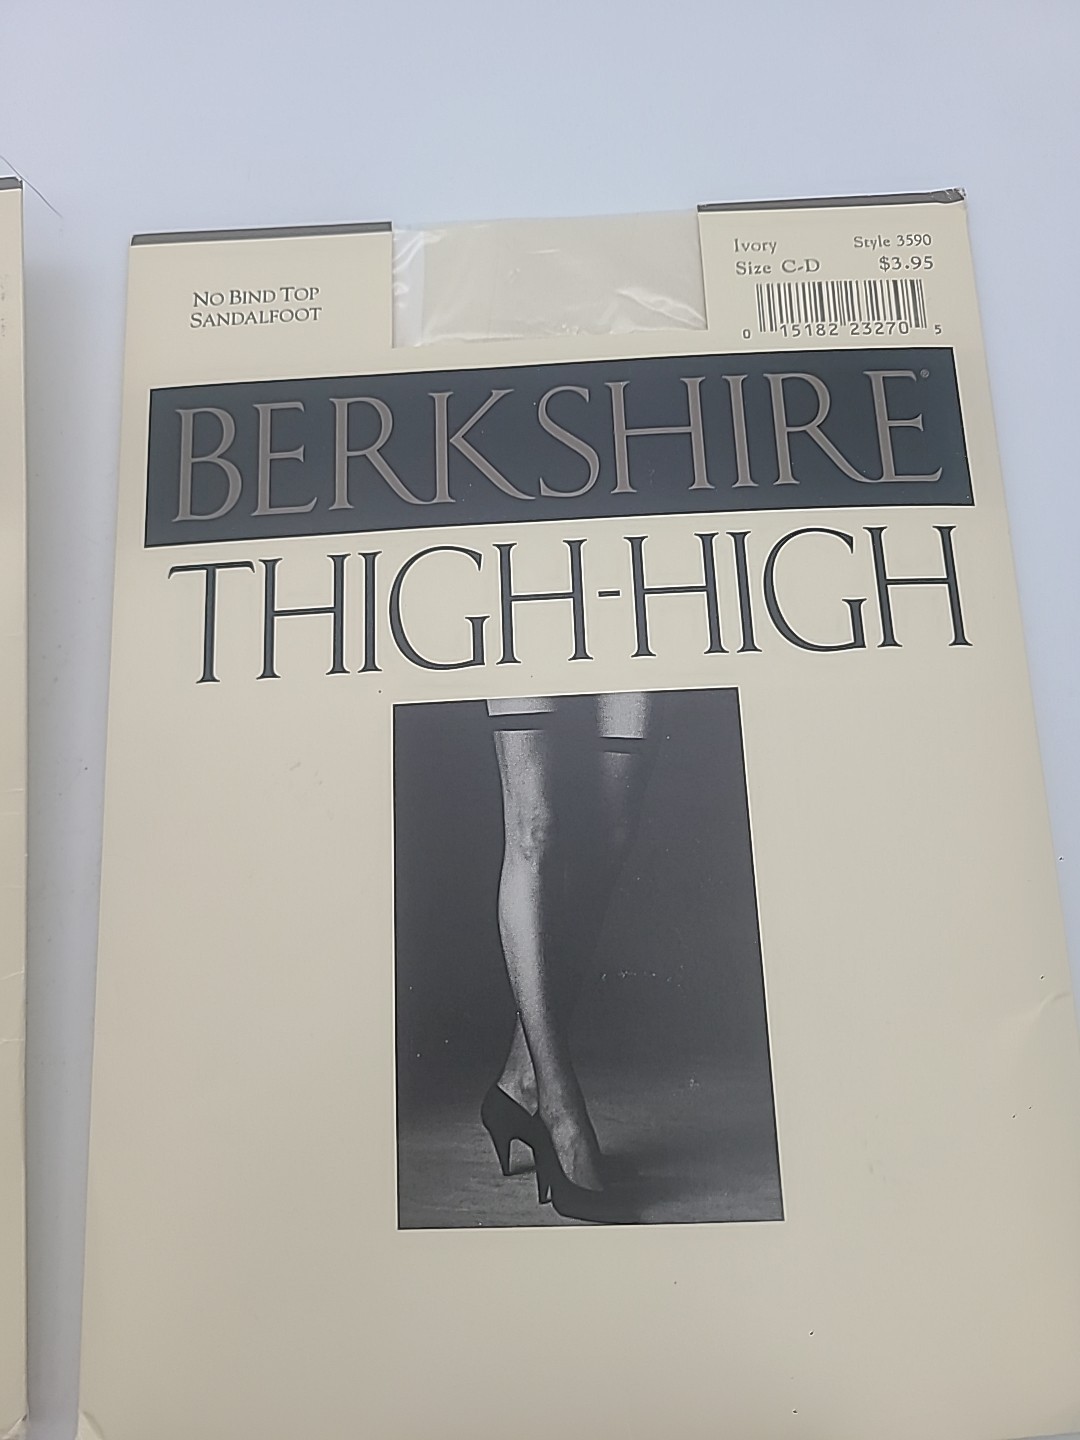 NO BIND TOP
SANDALFOOT
Ivory Style 3590
Size C-D $3.95
0 15182 23270 5
BERKSHIRE®
THIGH-HIGH